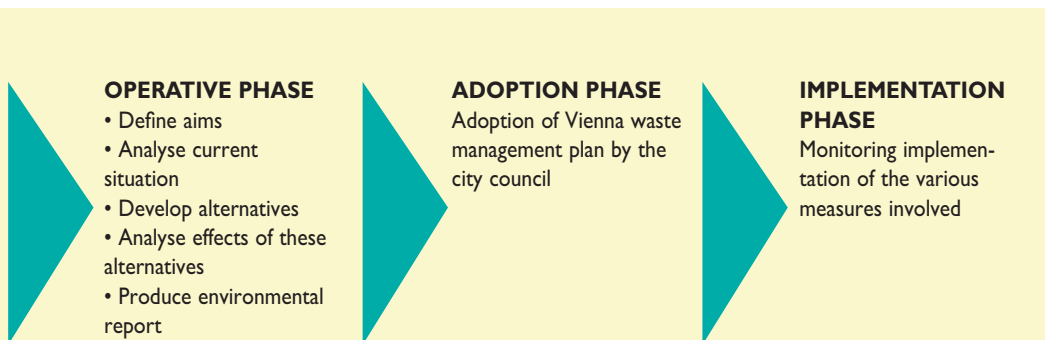 OPERATIVE PHASE
• Define aims
• Analyse current
situation
• Develop alternatives
• Analyse effects of these
alternatives
• Produce environmental
report
ADOPTION PHASE
Adoption of Vienna waste
management plan by the
city council
IMPLEMENTATION
PHASE
Monitoring implemen-
tation of the various
measures involved